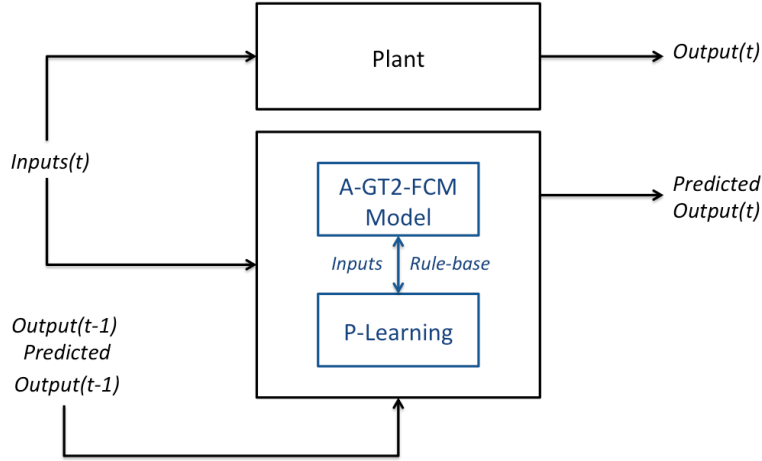 Plant
Output(t)
Inputs(t)
A-GT2-FCM
Model
Predicted
Output(t)
Inputs
Rule-base
P-Learning
Output(t-1)
Predicted
Output(t-1)